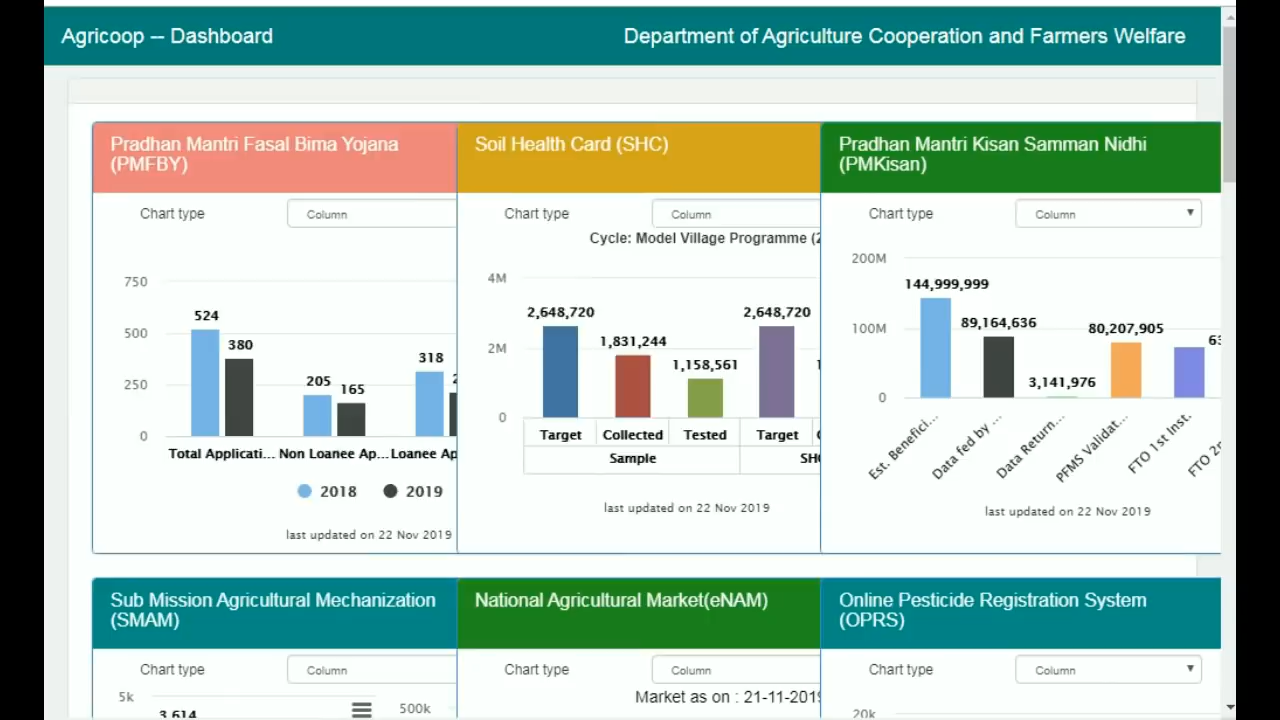 Agricoop -- Dashboard
Department of Agriculture Cooperation and Farmers Welfare
Pradhan Mantri Fasal Bima Yojana
(PMFBY)
Chart type
Column
750
500
250
0
524
380
205
165
318
Total Applicati...
Non Loanee Ap...
Loanee Ap
2018
2019
last updated on 22 Nov 2019
Soil Health Card (SHC)
Chart type
Column
Cycle: Model Village Programme (2
4M
2M
0
2,648,720
1,831,244
1,158,561
2,648,720
Target
Collected
Tested
Target
Sample
SH
last updated on 22 Nov 2019
Pradhan Mantri Kisan Samman Nidhi
(PMKisan)
Chart type
Column
200M
100M
0
144,999,999
89,164,636
3,141,976
80,207,905
63
Est. Benefici...
Data fed by ...
Data Return...
PFMS Validat...
FTO 1st Inst.
FTO 2n
last updated on 22 Nov 2019
Sub Mission Agricultural Mechanization
(SMAM)
Chart type
Column
5k
3,614
National Agricultural Market(eNAM)
Chart type
Column
Market as on : 21-11-2019
500k
Online Pesticide Registration System
(OPRS)
Chart type
Column
20k